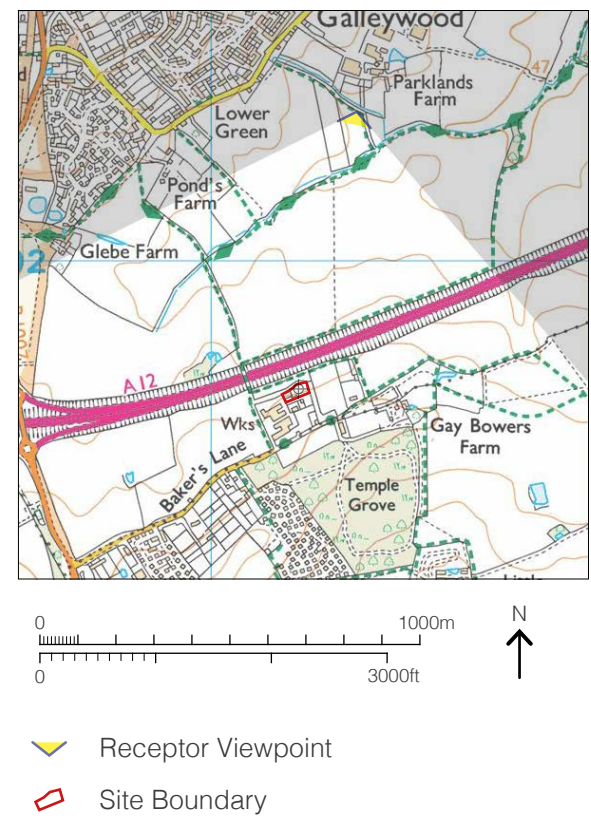 Galleywood
47
Parklands
Farm
Lower
Green
Pond's
Farm
Glebe Farm
A 12
Wks
Baker's Lane
Gay Bowers
Farm
Temple
Grove
0
1000m
0
3000ft
N
Receptor Viewpoint
Site Boundary